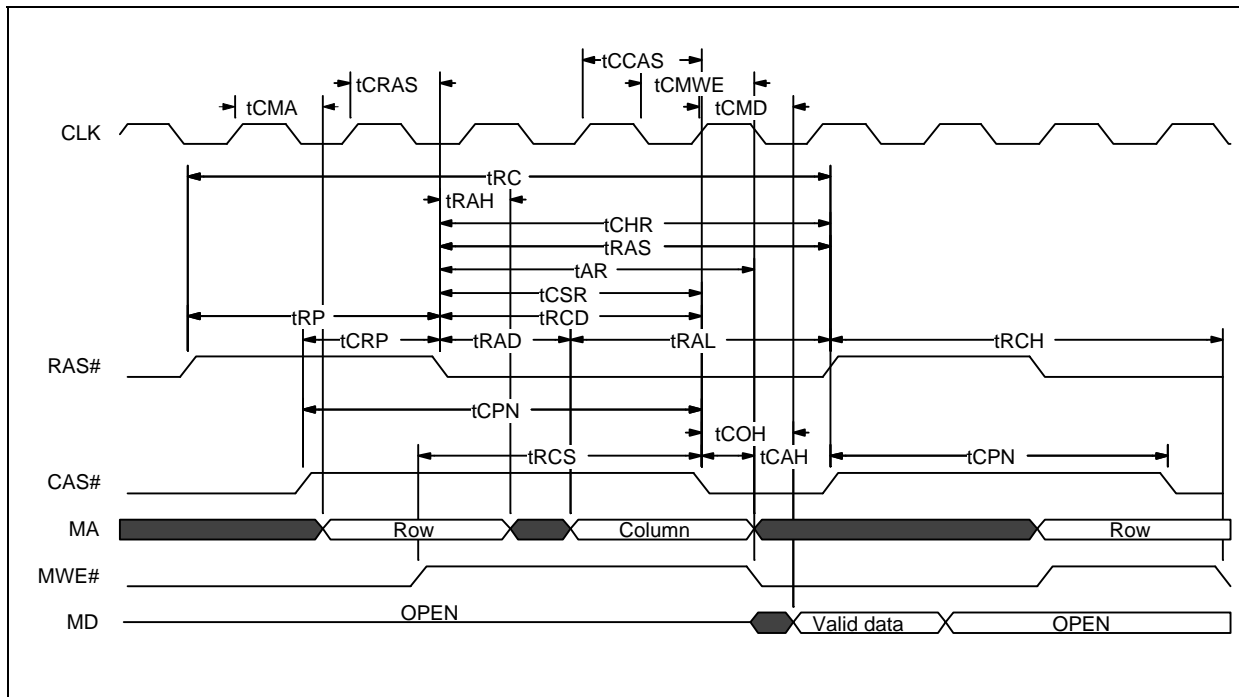 tCCAS
tCRAS tCMWE
tCMA tCMD
CLK
tRC
tRAH
tCHR
tRAS
tAR
tCSR
tRP tRCD
tCRP tRAD tRAL tRCH
RAS#
tCPN
tCOH
tRCS tCAH tCPN
CAS#
MA Row Column Row
MWE#
OPEN
MD Valid data OPEN